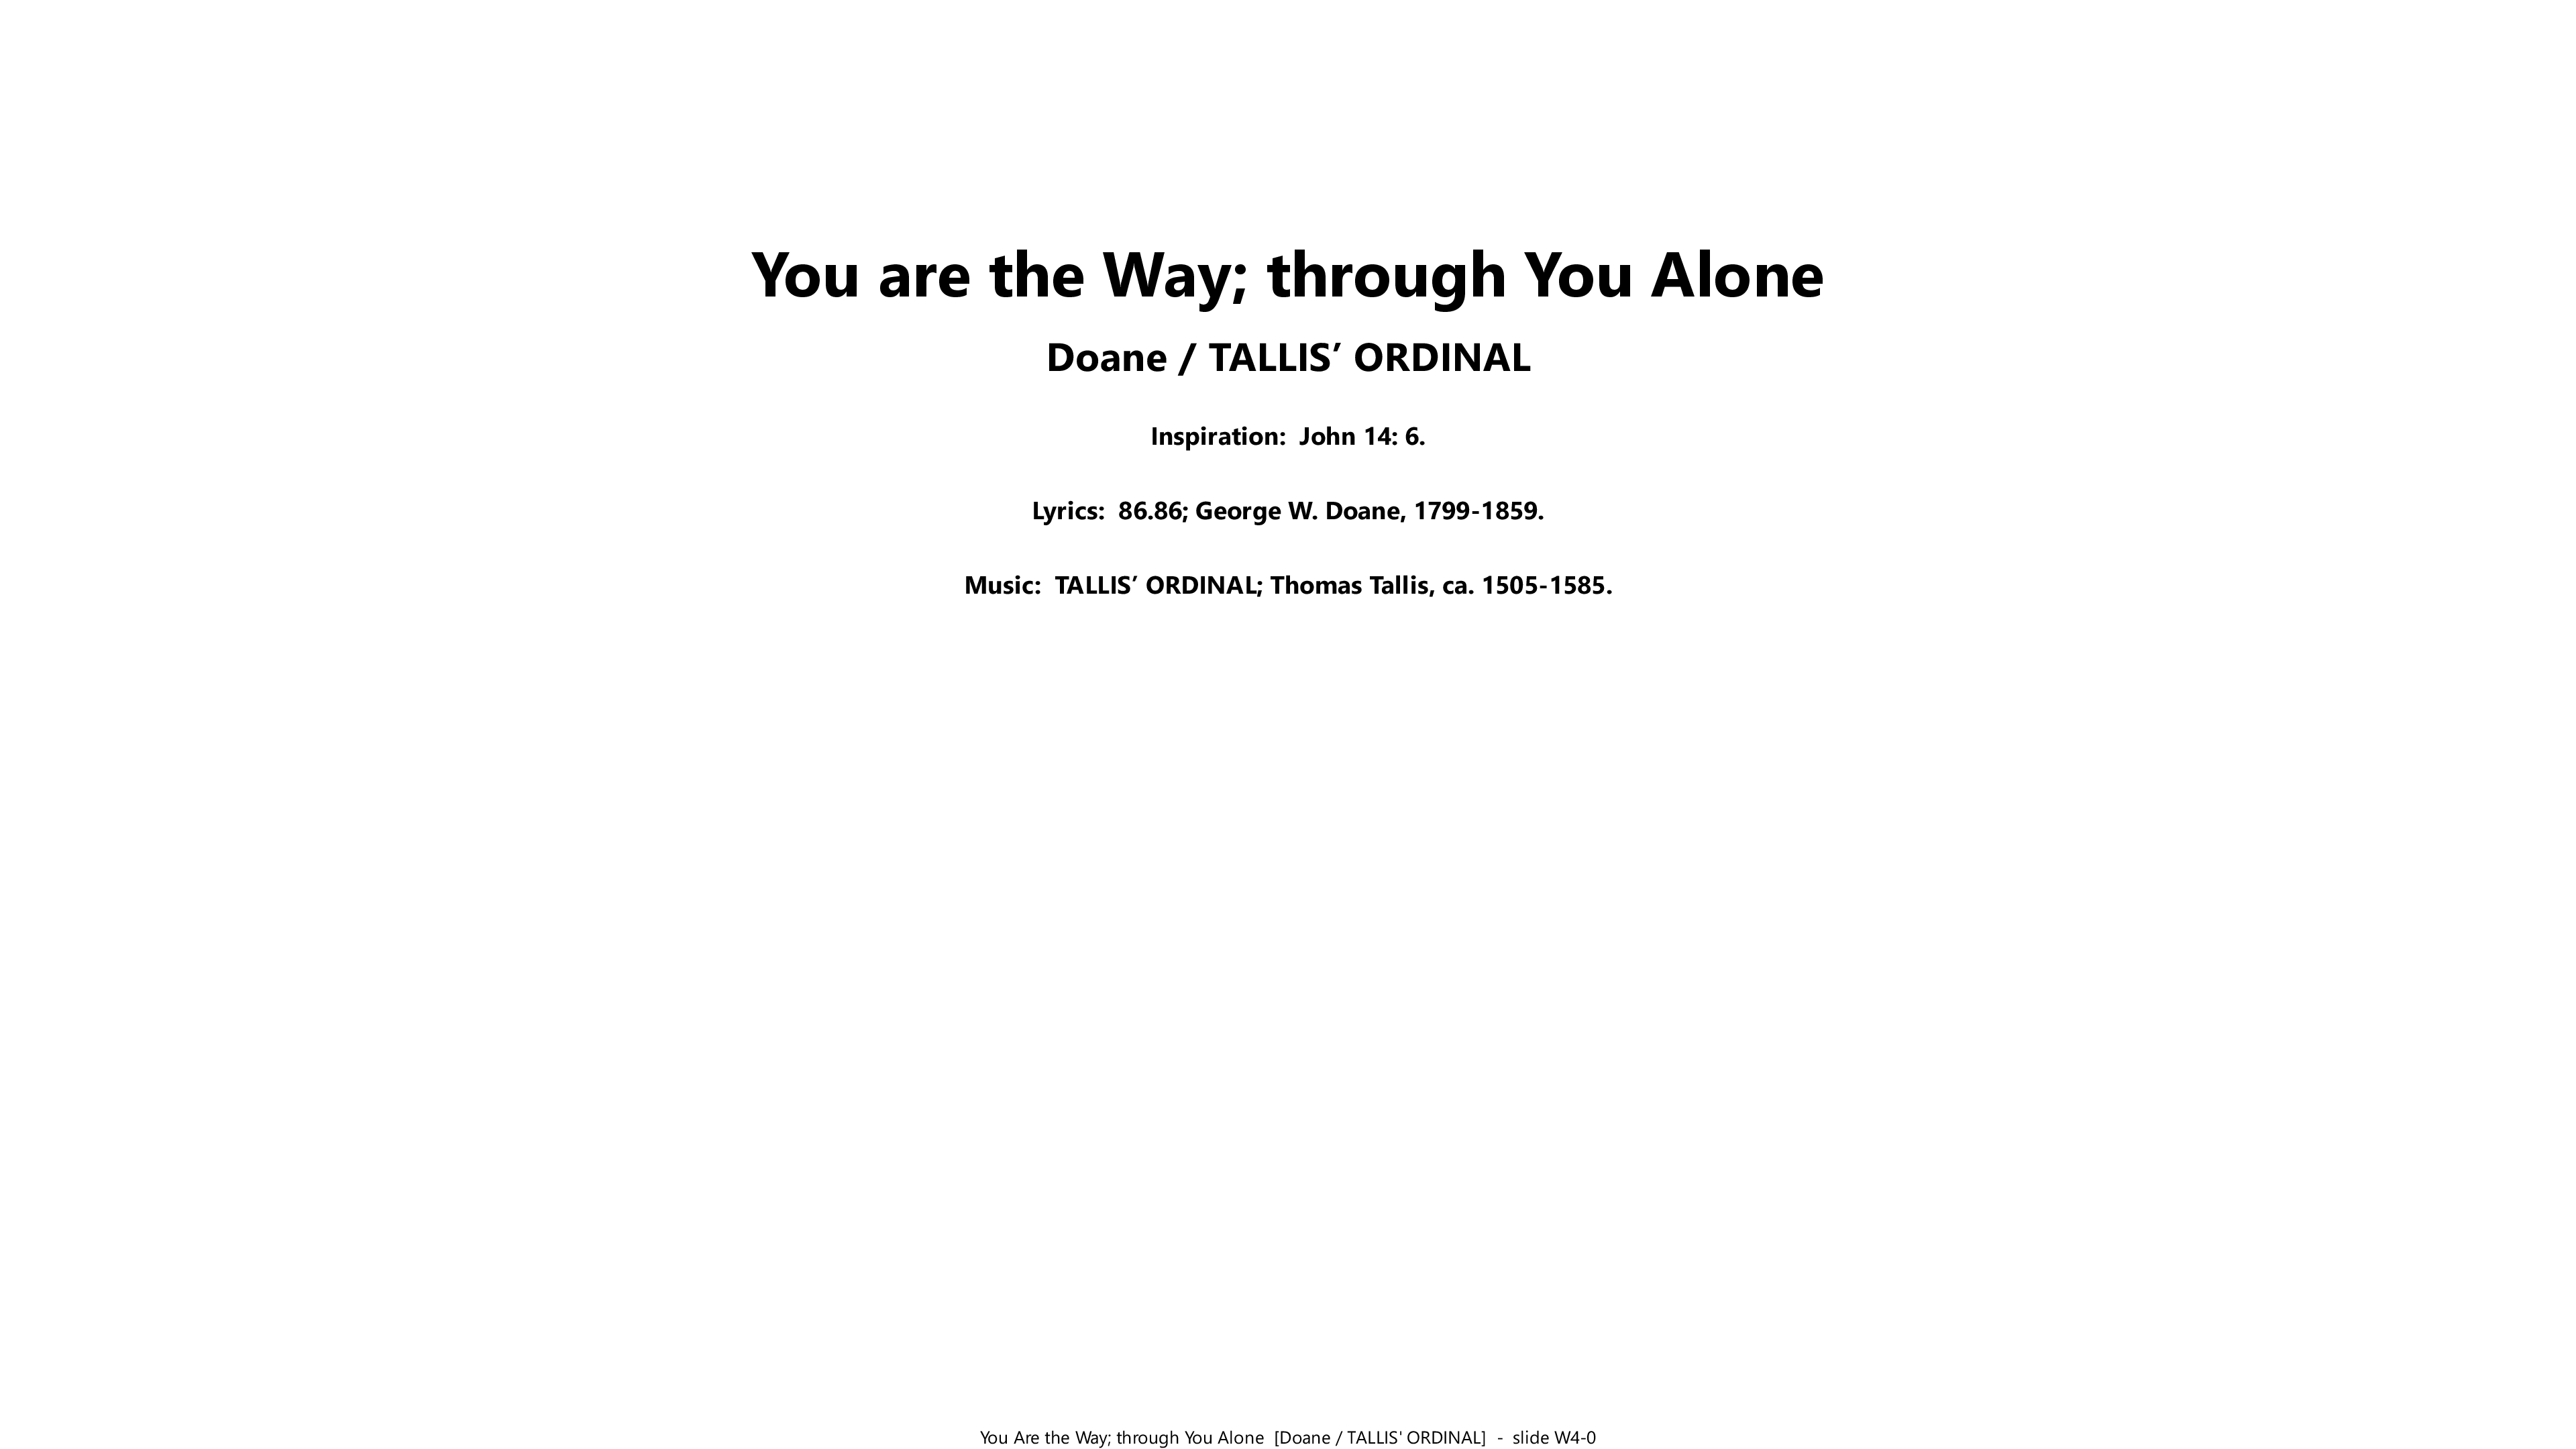 You are the Way; through You Alone
Doane / TALLIS’ ORDINAL
Inspiration:  John 14: 6.
Lyrics:  86.86; George W. Doane, 1799-1859.
Music:  TALLIS’ ORDINAL; Thomas Tallis, ca. 1505-1585.
You Are the Way; through You Alone  [Doane / TALLIS' ORDINAL]  -  slide W4-0